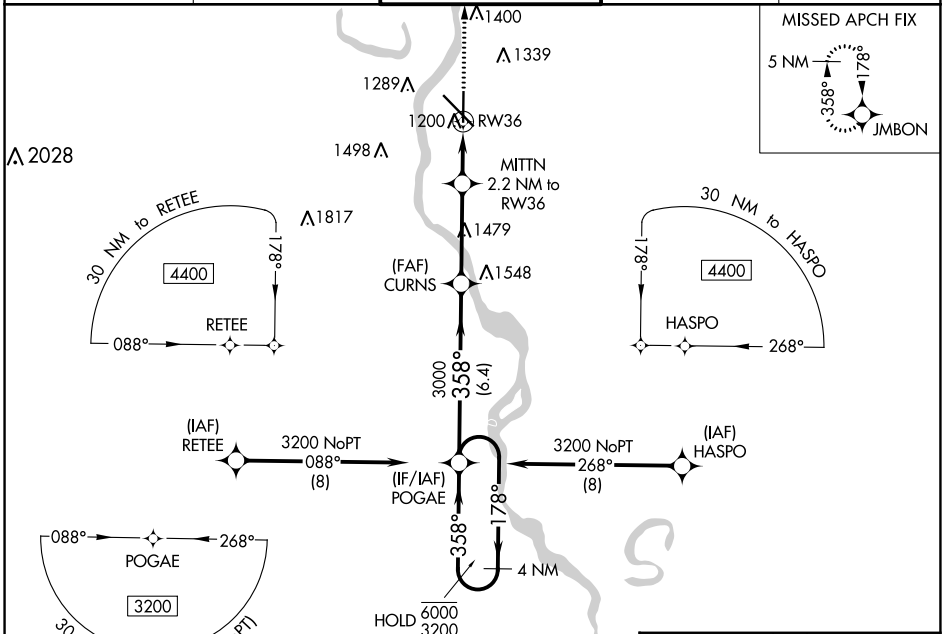 1400
MISSED APCH FIX
1339
5 NM
178°
358°
JMBON
1289
1200
RW36
2028
1498
MITTN
2.2 NM to
RW36
30 NM to RETEE
1817
1479
30 NM to HASPO
178°
4400
(FAF)
CURNS
1548
178°
4400
RETEE
088°
HASPO
268°
3000
358°
(6.4)
(IAF)
RETEE
3200 NoPT
088°
(8)
(IF/IAF)
POGAE
3200 NoPT
268°
(8)
(IAF)
HASPO
358°
178°
088°
268°
POGAE
4 NM
3200
HOLD
6000
3200
30
PT)